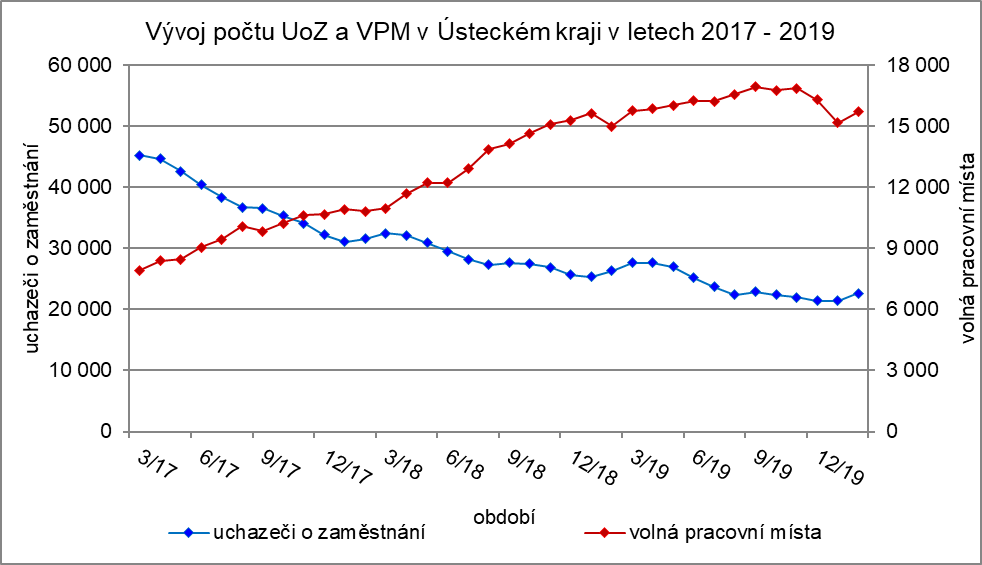 Vývoj počtu UoZ a VPM v Ústeckém kraji v letech 2017 - 2019
60 000
50 000
40 000
30 000
20 000
10 000
0
uchazeči o zaměstnání
18 000
15 000
12 000
9 000
6 000
3 000
0
volná pracovní místa
3/17 6/17 9/17 12/17 3/18 6/18 9/18 12/18 3/19 6/19 9/19 12/19
období
uchazeči o zaměstnání volná pracovní místa